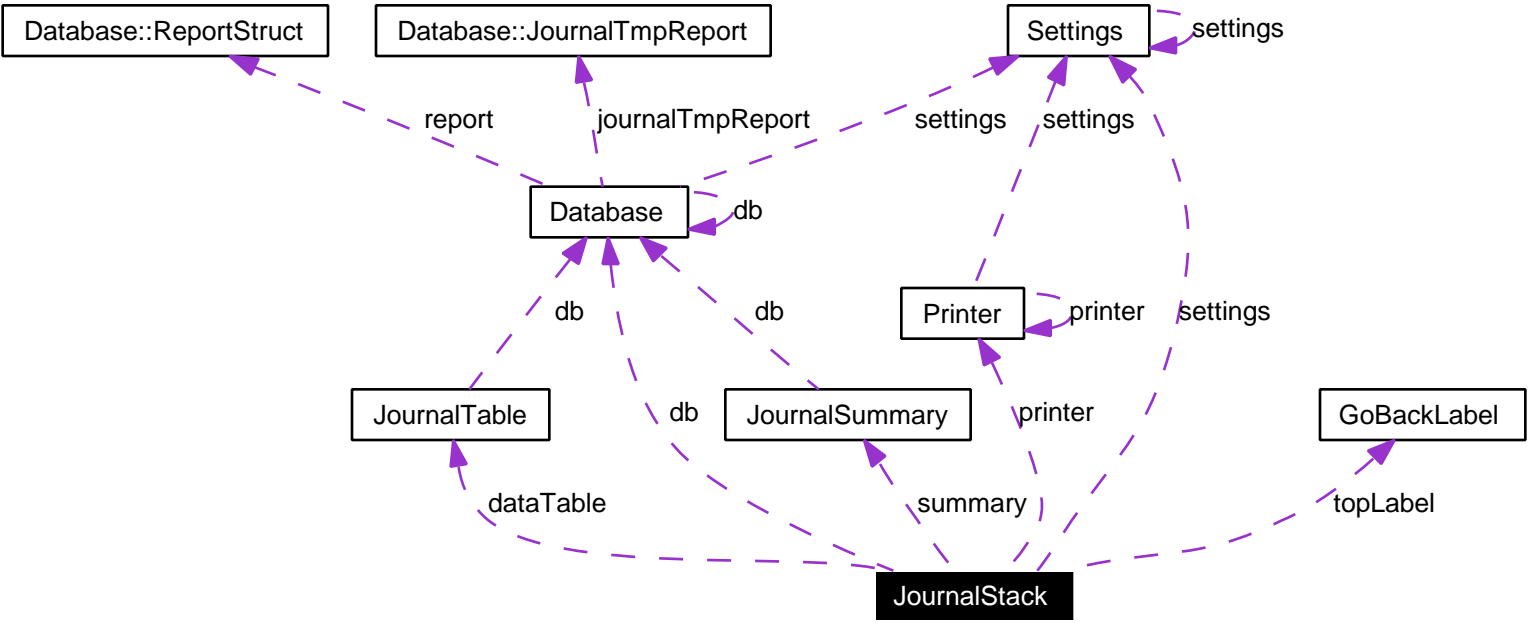 Database::ReportStruct
Database::JournalTmpReport
Settings
settings
report
journalTmpReport
settings
settings
Database
db
db
db
Printer
printer
settings
JournalTable
db
JournalSummary
printer
GoBackLabel
dataTable
summary
topLabel
JournalStack